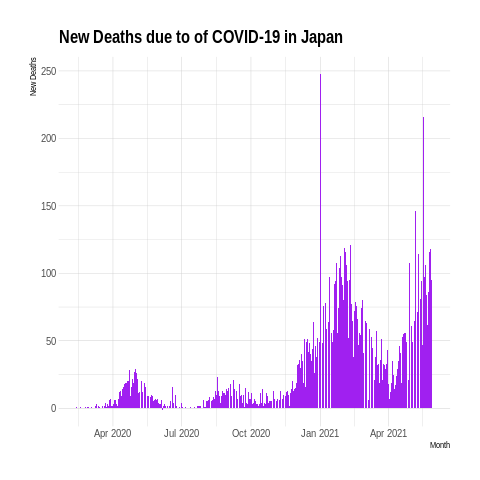 New Deaths due to of COVID-19 in Japan
New Deaths
250
200
150
100
50
0
Apr 2020 Jul 2020 Oct 2020 Jan 2021 Apr 2021
Month